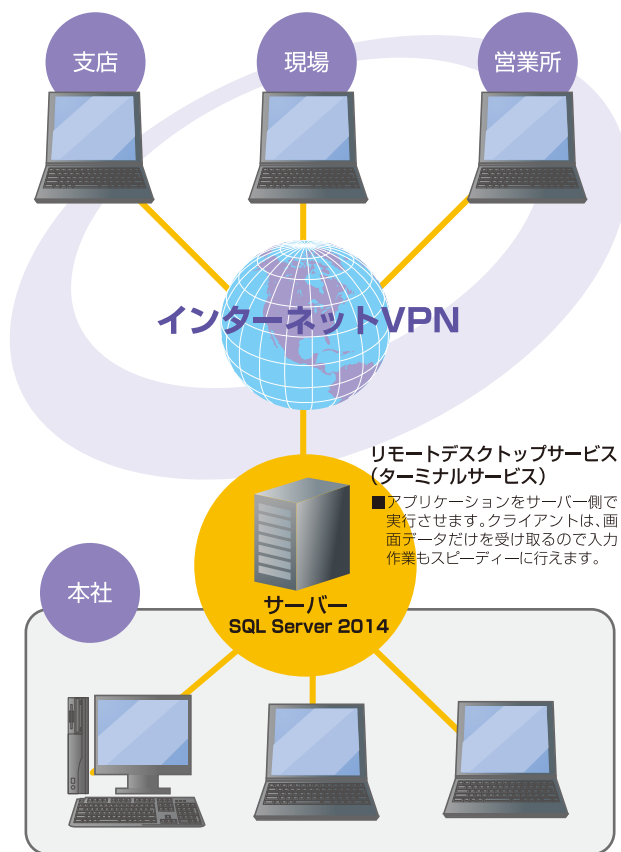 支店
現場
営業所
インターネットVPN
リモートデスクトップサービス
(ターミナルサービス)
■アプリケーションをサーバー側で
実行させます。クライアントは、画
面データだけを受け取るので入力
作業もスピーディーに行えます。
本社
サーバー
SQL Server 2014